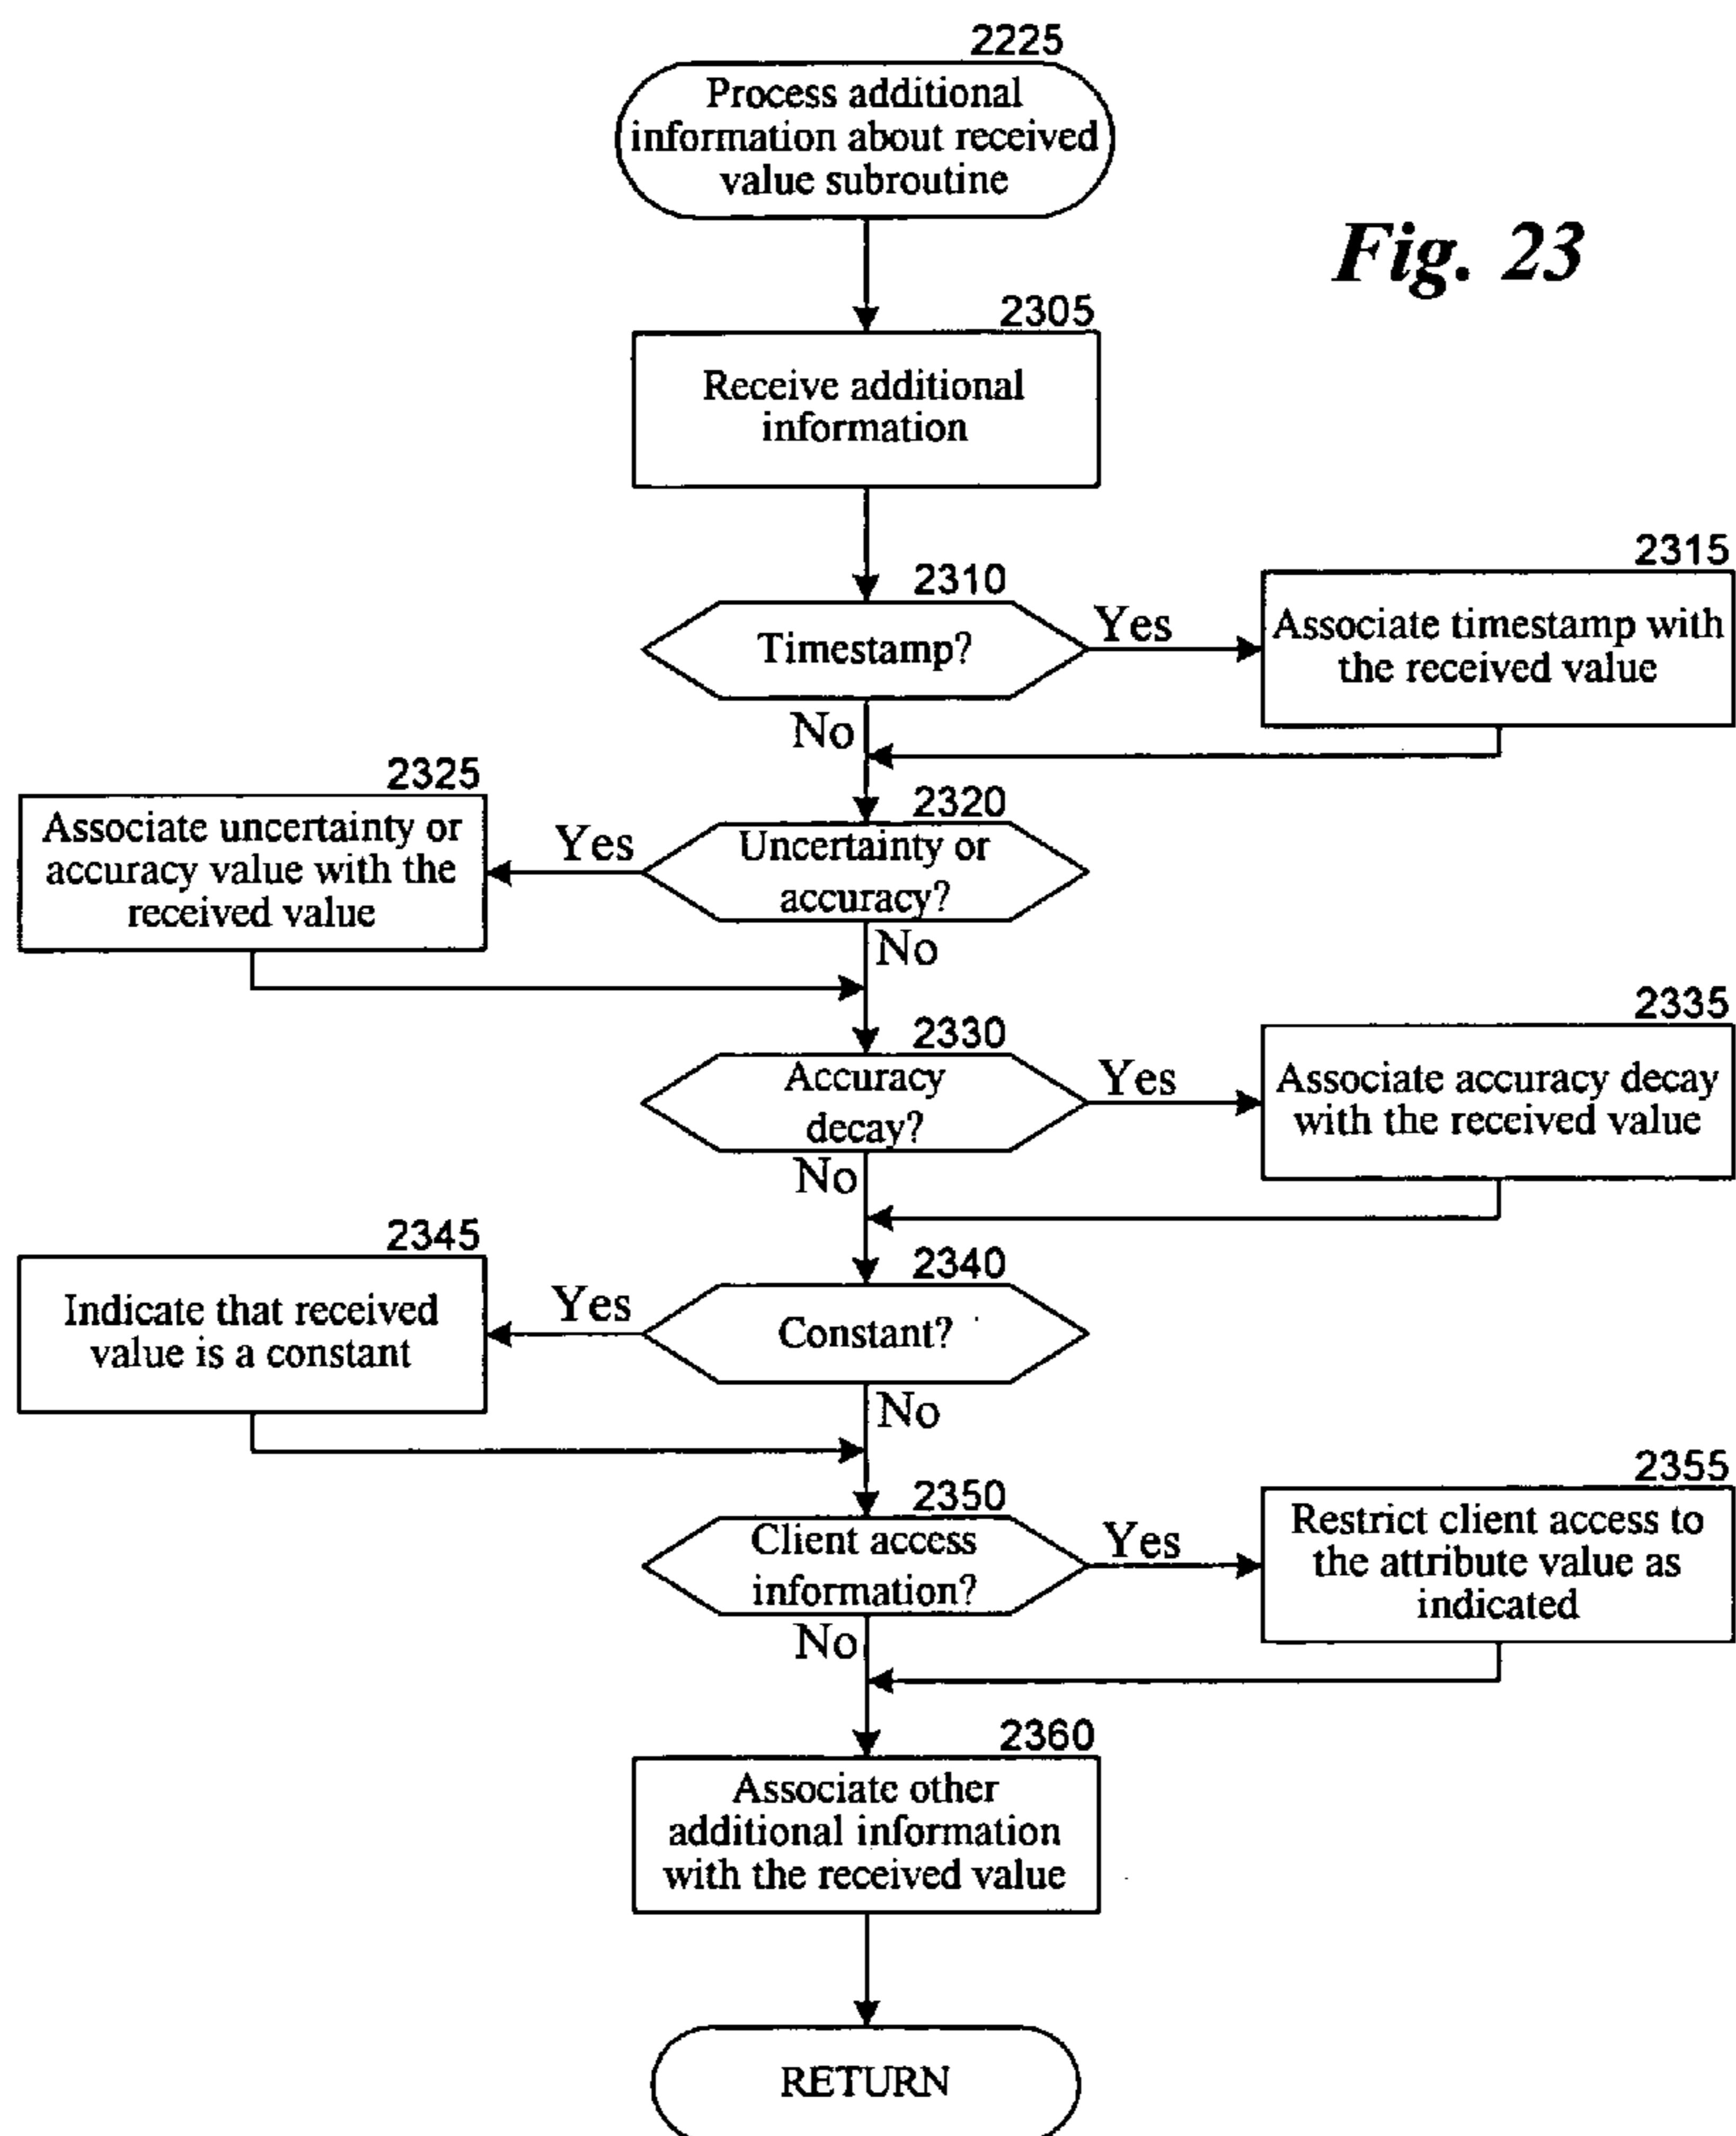 2225
Process additional
information about received
value subroutine
Fig. 23
2305
Receive additional
information
2310
Timestamp?
Yes
2315
Associate timestamp with
the received value
No
2320
Uncertainty or
accuracy?
Yes
2325
Associate uncertainty or
accuracy value with the
received value
No
2330
Accuracy
decay?
Yes
2335
Associate accuracy decay
with the received value
No
2340
Constant?
Yes
2345
Indicate that received
value is a constant
No
2350
Client access
information?
Yes
2355
Restrict client access to
the attribute value as
indicated
No
2360
Associate other
additional information
with the received value
RETURN